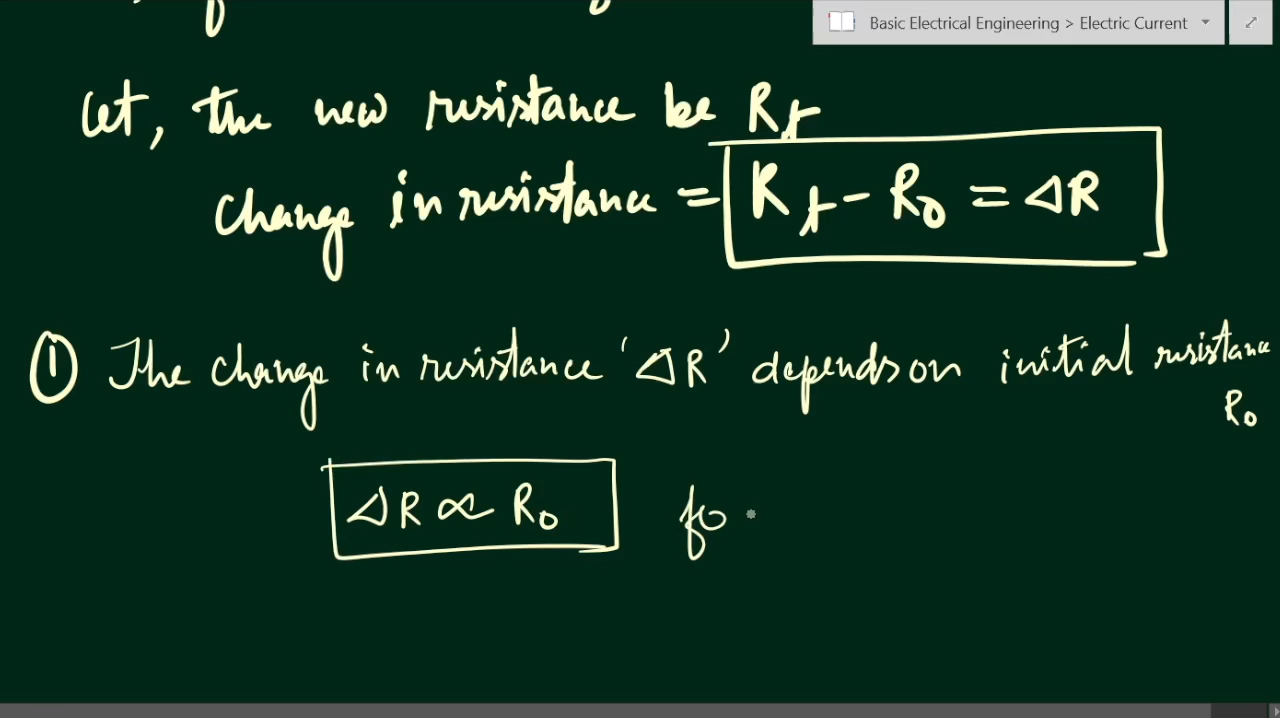 Basic Electrical Engineering > Electric Current
Let, the new resistance be Rt
change in resistance = Rt - R0 = ΔR
① The change in resistance 'ΔR' depends on initial resistance
R0
ΔR ∝ R0 fo